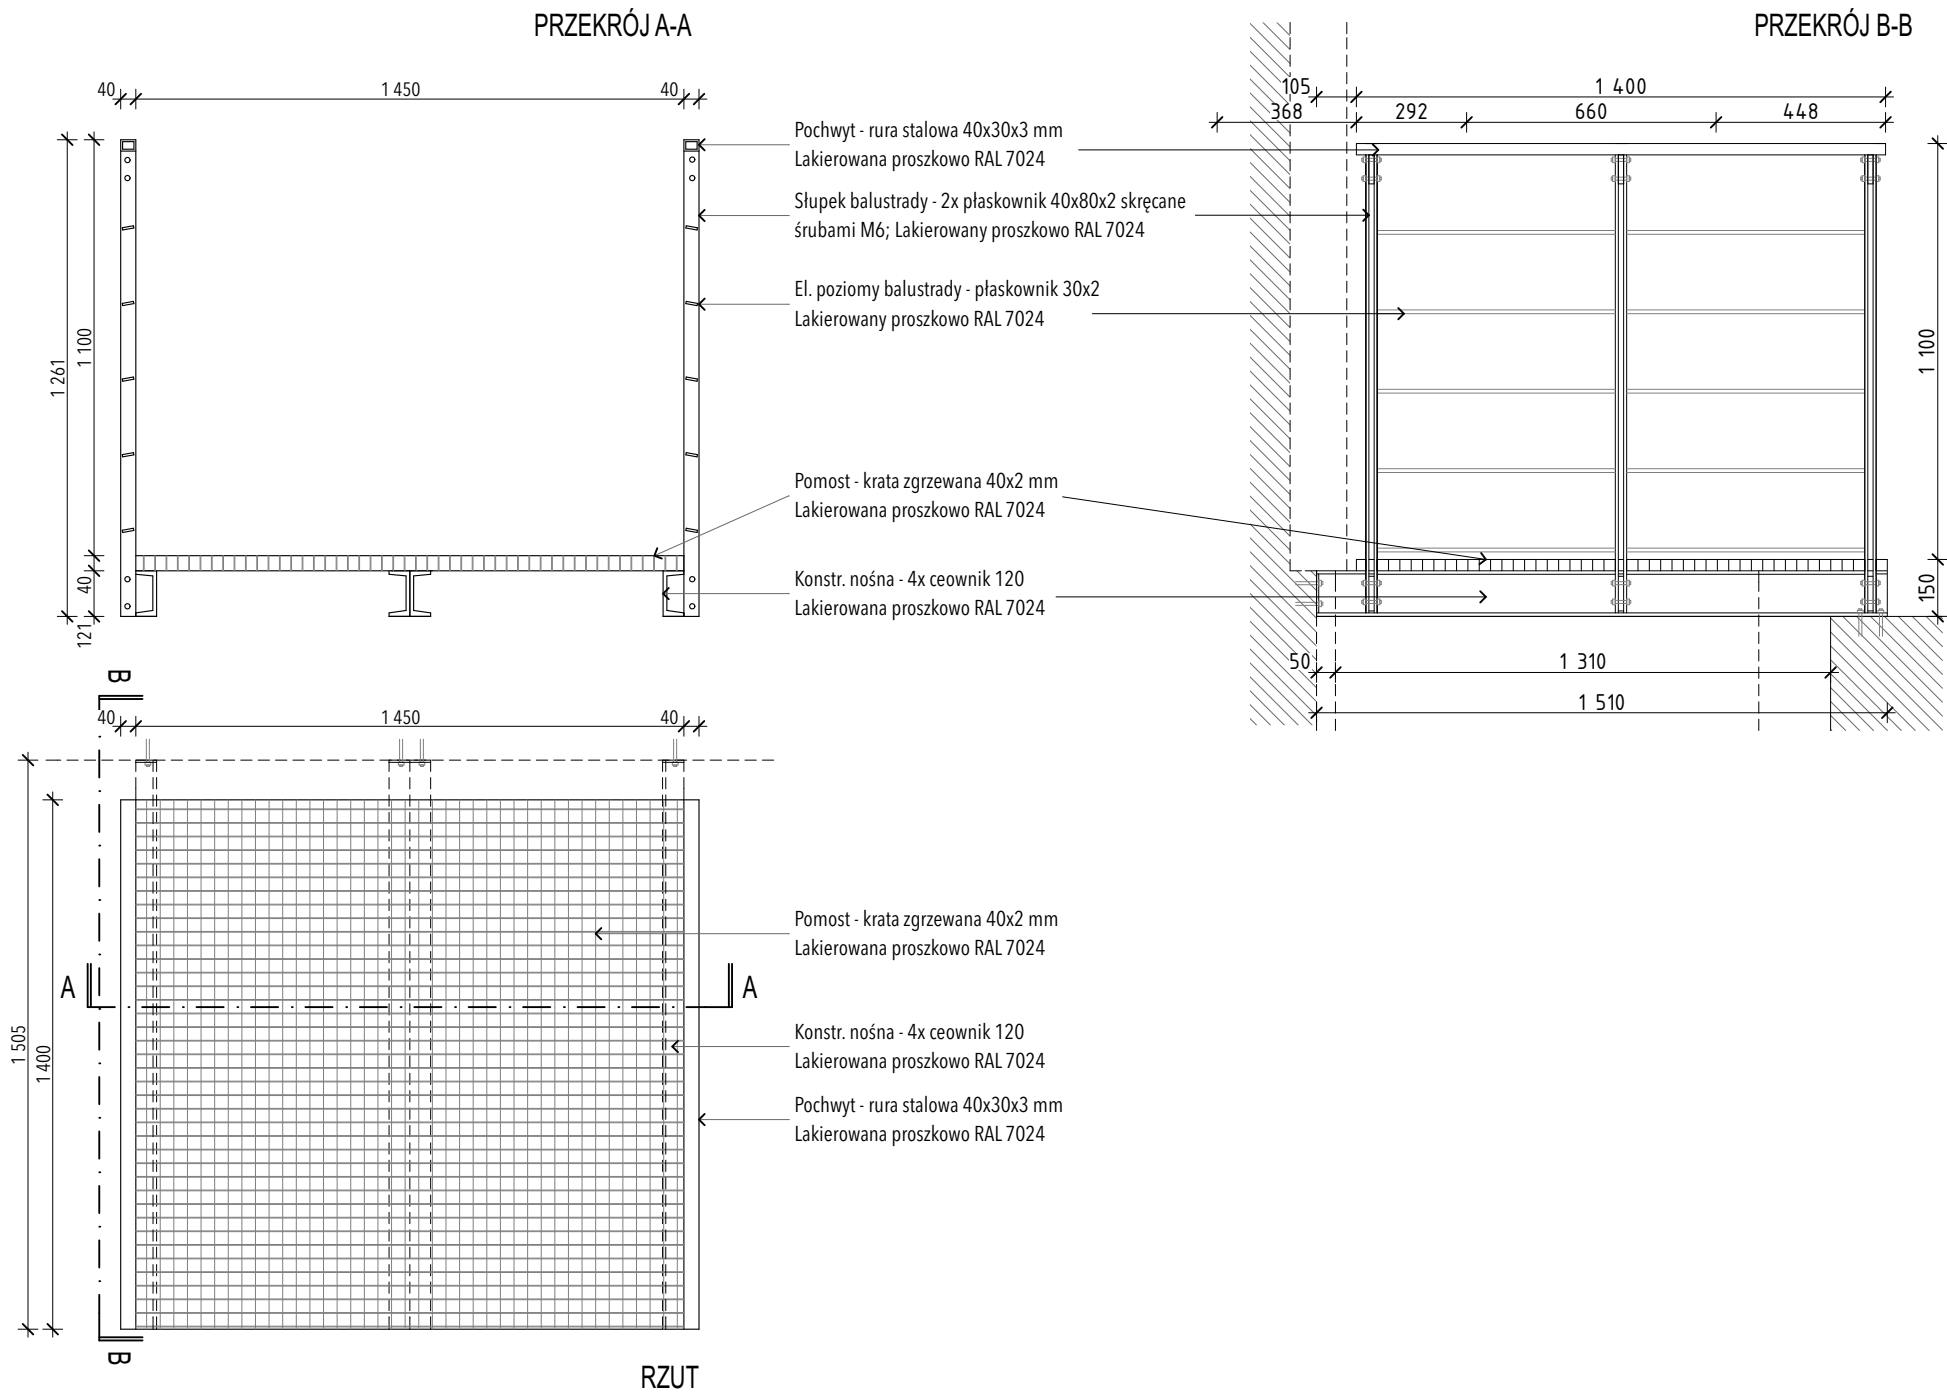 PRZEKRÓJ A-A
PRZEKRÓJ B-B
40
1 450
40
1 261
1 100
40
121
Pochwyt - rura stalowa 40x30x3 mm
Lakierowana proszkowo RAL 7024
Słupek balustrady - 2x płaskownik 40x80x2 skręcane
śrubami M6; Lakierowany proszkowo RAL 7024
El. poziomy balustrady - płaskownik 30x2
Lakierowany proszkowo RAL 7024
Pomost - krata zgrzewana 40x2 mm
Lakierowana proszkowo RAL 7024
Konstr. nośna - 4x ceownik 120
Lakierowana proszkowo RAL 7024
105
1 400
368
292
660
448
1 100
150
50
1 310
1 510
B
40
1 450
40
1 505
1 400
A
A
Pomost - krata zgrzewana 40x2 mm
Lakierowana proszkowo RAL 7024
Konstr. nośna - 4x ceownik 120
Lakierowana proszkowo RAL 7024
Pochwyt - rura stalowa 40x30x3 mm
Lakierowana proszkowo RAL 7024
B
RZUT